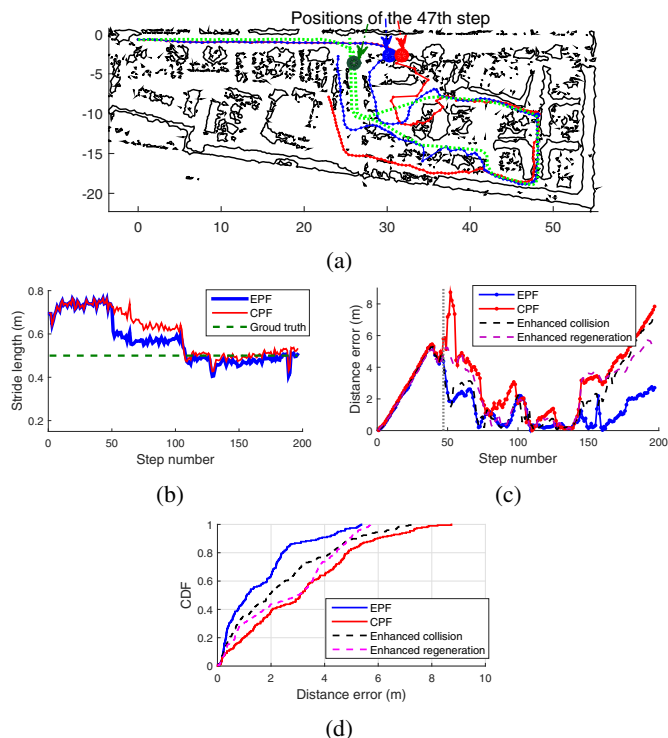 Positions of the 47th step
0
-5
-10
-15
-20
0 10 20 30 40 50
(a)
0.8
0.6
0.4
0.2
Stride length (m)
EPF
CPF
Groud truth
0 50 100 150 200
Step number
(b)
8
6
4
2
0
Distance error (m)
EPF
CPF
Enhanced collision
Enhanced regeneration
0 50 100 150 200
Step number
(c)
1
0.8
0.6
0.4
0.2
0
CDF
EPF
CPF
Enhanced collision
Enhanced regeneration
0 2 4 6 8 10
Distance error (m)
(d)